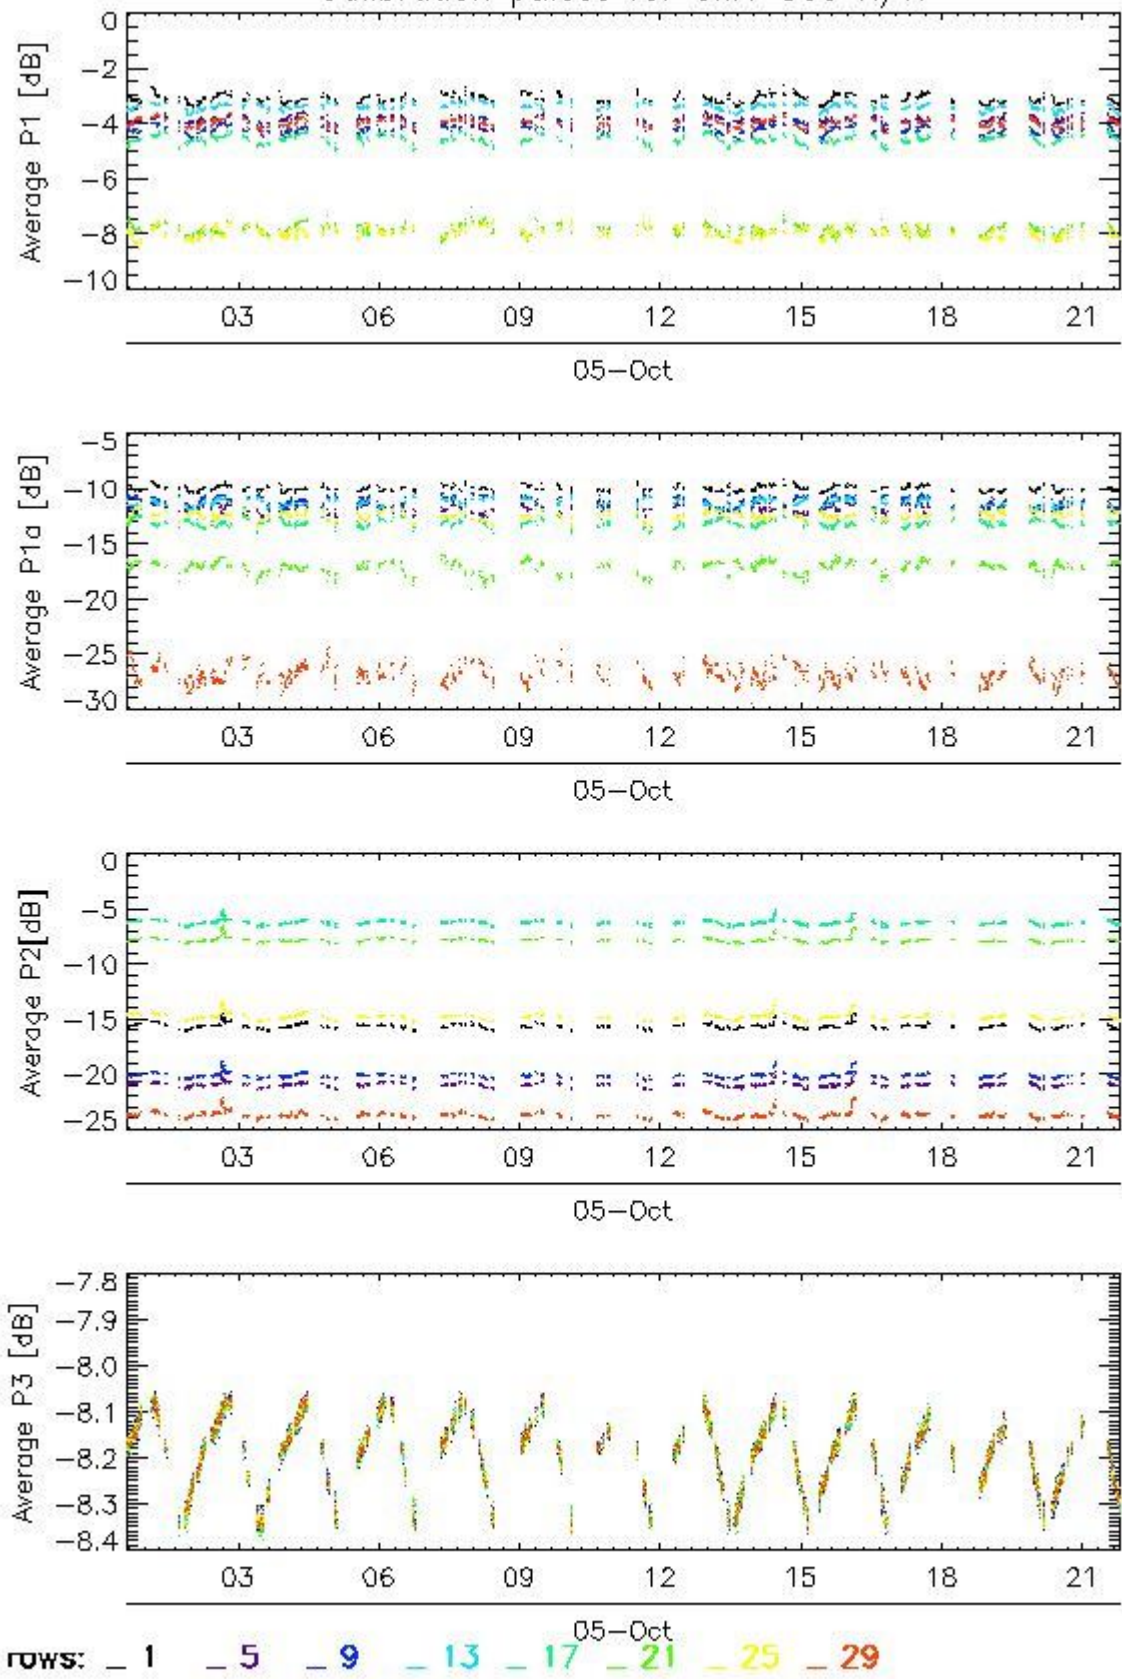 0
-2
-4
-6
-8
-10
Average P1 [dB]
03 06 09 12 15 18 21
05-Oct
-5
-10
-15
-20
-25
-30
Average P1a [dB]
03 06 09 12 15 18 21
05-Oct
0
-5
-10
-15
-20
-25
Average P2[dB]
03 06 09 12 15 18 21
05-Oct
-7.8
-7.9
-8.0
-8.1
-8.2
-8.3
-8.4
Average P3 [dB]
03 06 09 12 15 18 21
05-Oct
rows: _ 1 _ 5 _ 9 _ 13 _ 17 _ 21 _ 25 _ 29